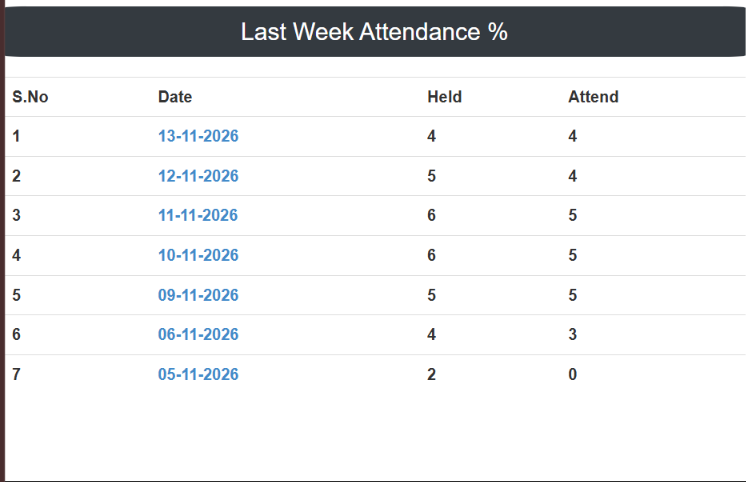 Last Week Attendance %
S.No Date Held Attend
1 13-11-2026 4 4
2 12-11-2026 5 4
3 11-11-2026 6 5
4 10-11-2026 6 5
5 09-11-2026 5 5
6 06-11-2026 4 3
7 05-11-2026 2 0